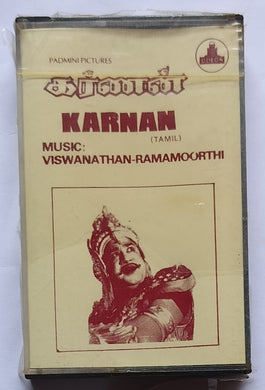 PADMINI PICTURES
கர்ணன்
KARNAN
(TAMIL)
MUSIC:
VISWANATHAN-RAMAMOORTHI